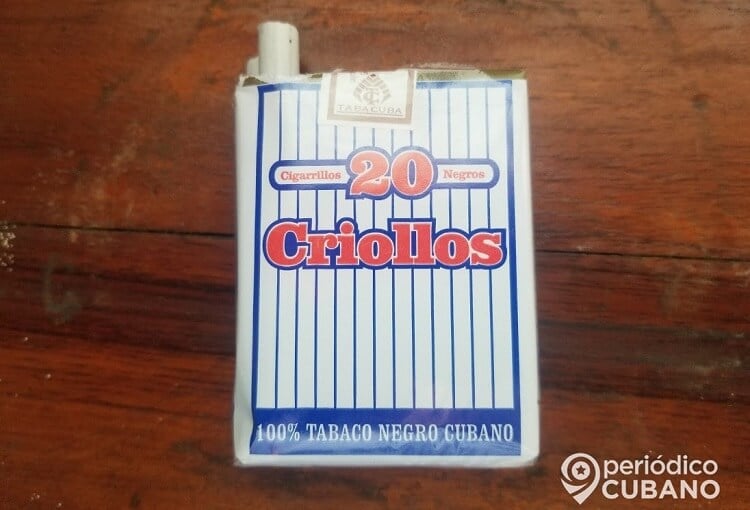 TABACUBA
Cigarrillos 20 Negros
Criollos
100% TABACO NEGRO CUBANO
periódico
CUBANO